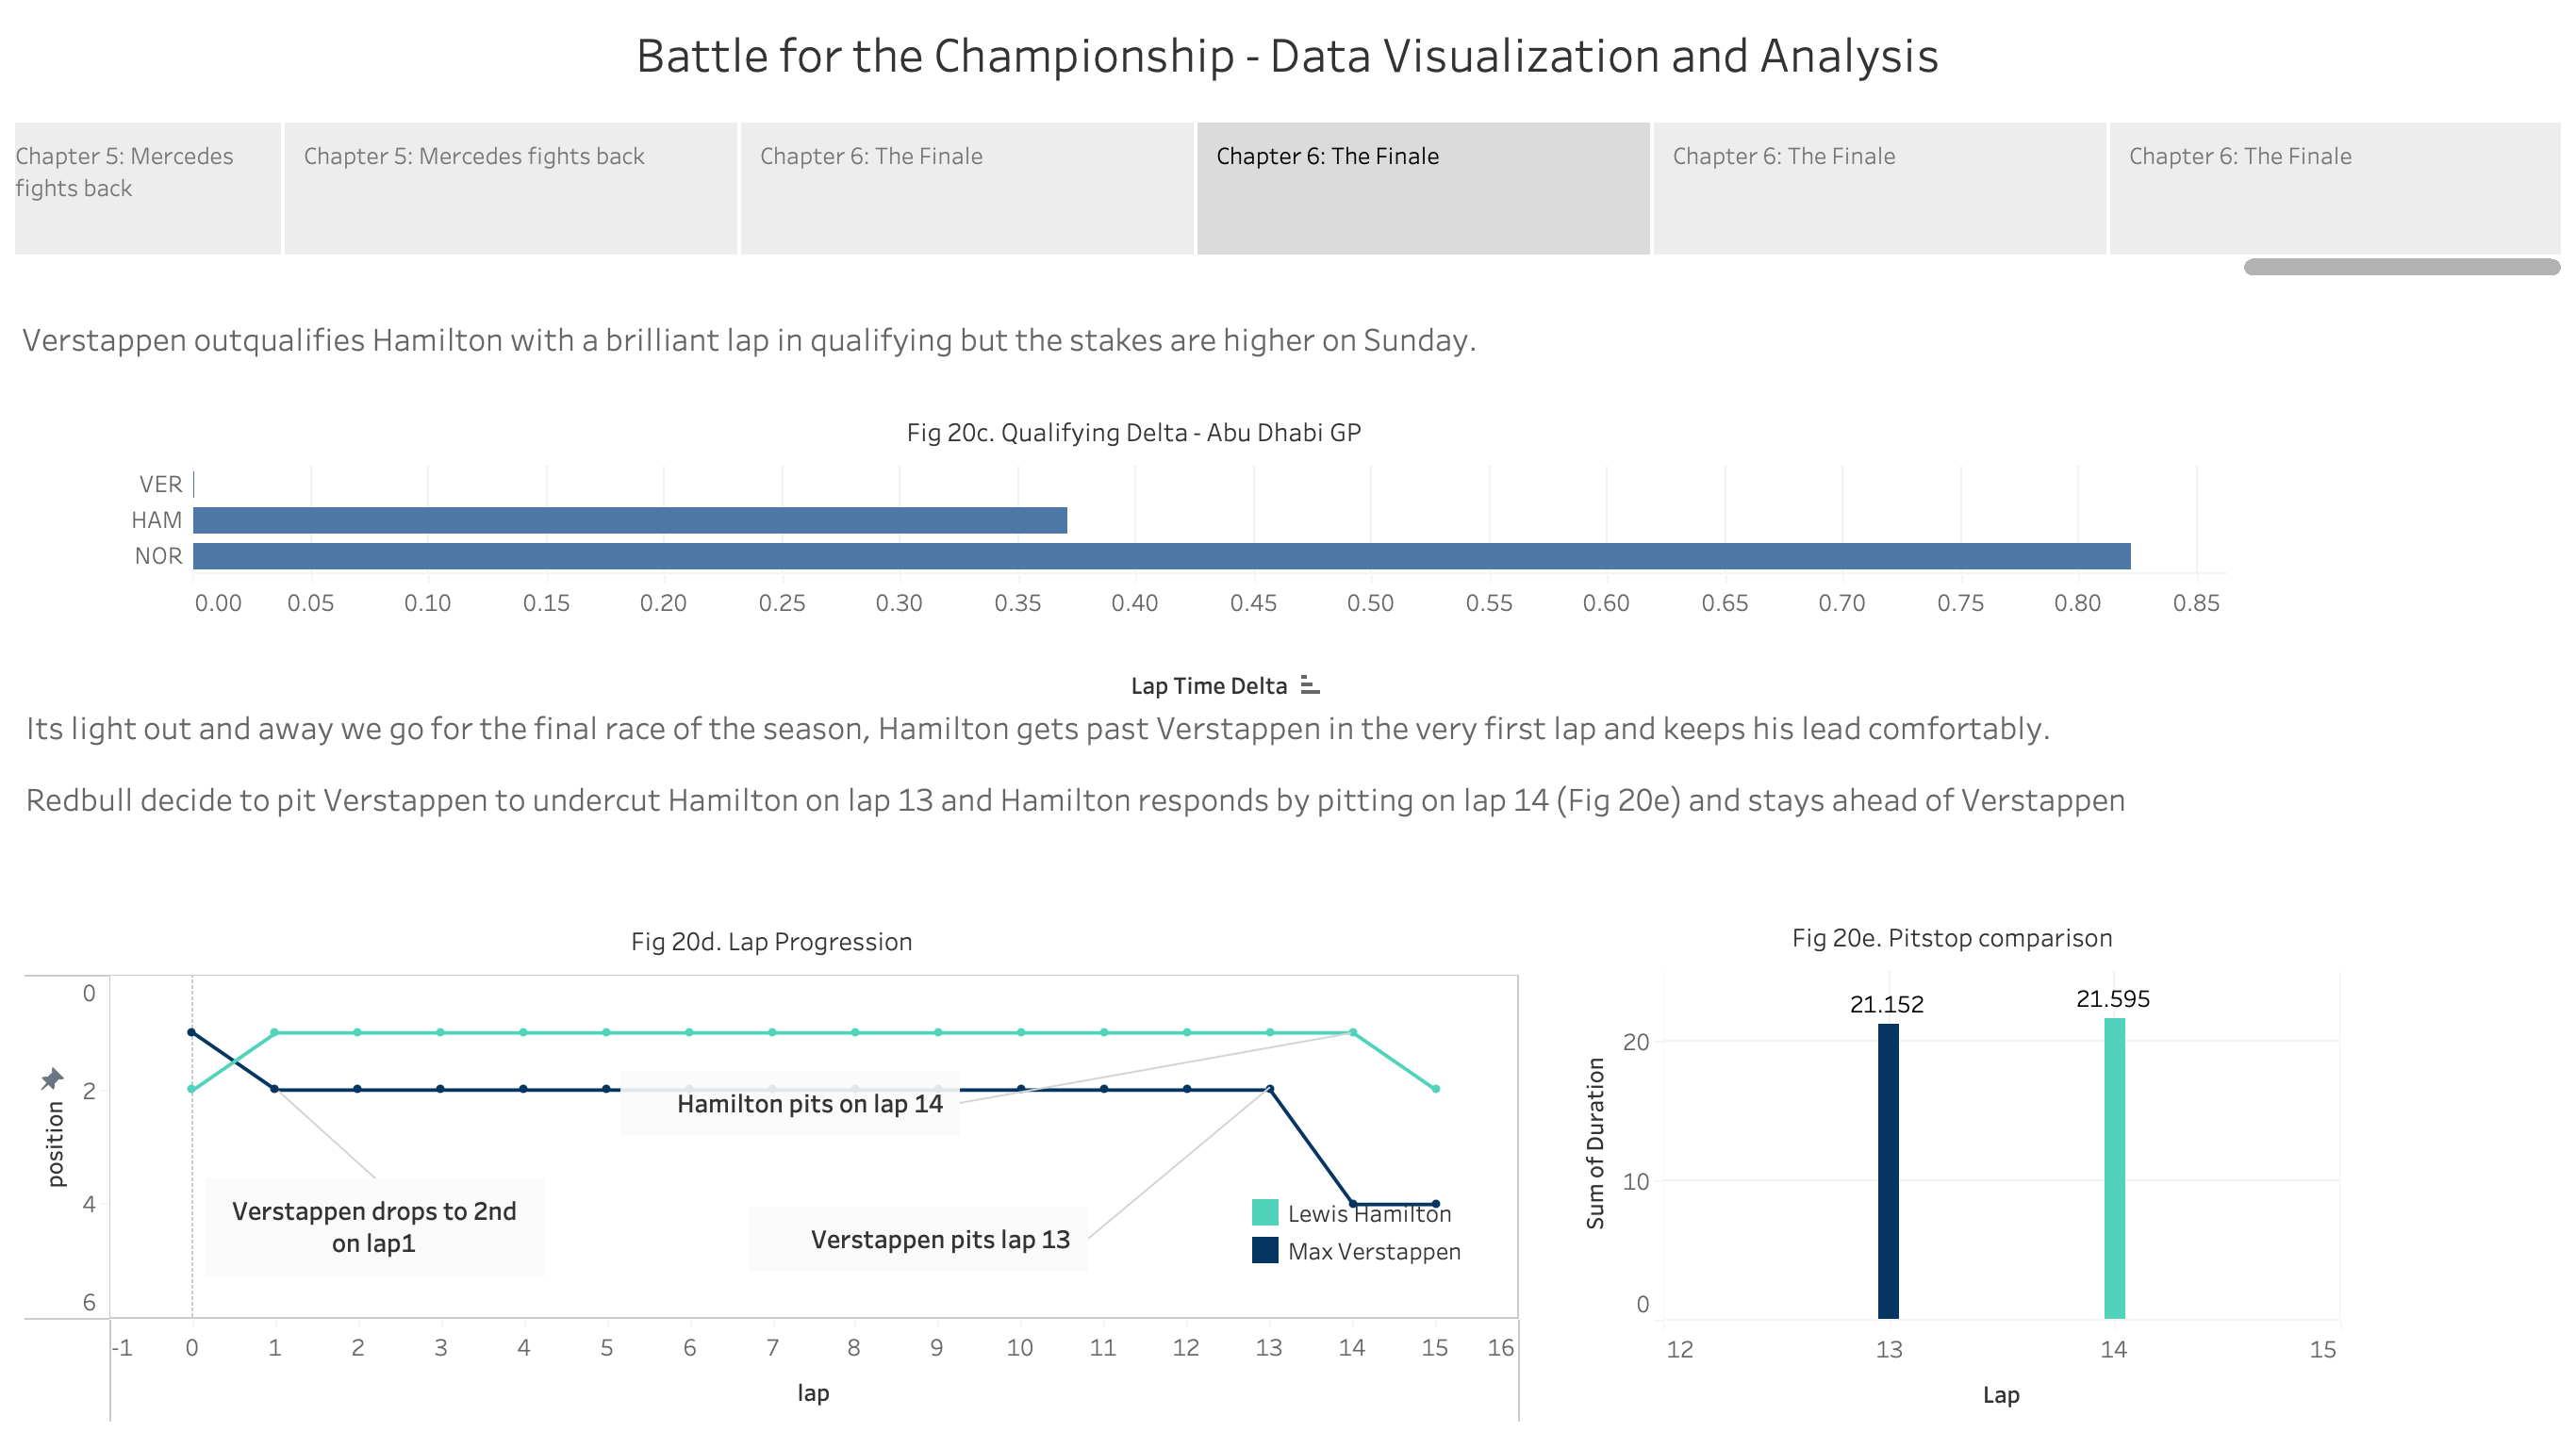 Battle for the Championship - Data Visualization and Analysis
Chapter 5: Mercedes
fights back
Chapter 5: Mercedes fights back
Chapter 6: The Finale
Chapter 6: The Finale
Chapter 6: The Finale
Chapter 6: The Finale
Verstappen outqualifies Hamilton with a brilliant lap in qualifying but the stakes are higher on Sunday.
Fig 20c. Qualifying Delta - Abu Dhabi GP
VER
HAM
NOR
0.00 0.05 0.10 0.15 0.20 0.25 0.30 0.35 0.40 0.45 0.50 0.55 0.60 0.65 0.70 0.75 0.80 0.85
Lap Time Delta
Its light out and away we go for the final race of the season, Hamilton gets past Verstappen in the very first lap and keeps his lead comfortably.
Redbull decide to pit Verstappen to undercut Hamilton on lap 13 and Hamilton responds by pitting on lap 14 (Fig 20e) and stays ahead of Verstappen
Fig 20d. Lap Progression
position
0
2
4
6
Hamilton pits on lap 14
Verstappen drops to 2nd
on lap1
Verstappen pits lap 13
Lewis Hamilton
Max Verstappen
-1 0 1 2 3 4 5 6 7 8 9 10 11 12 13 14 15 16
lap
Fig 20e. Pitstop comparison
Sum of Duration
21.152
21.595
20
10
0
12 13 14 15
Lap